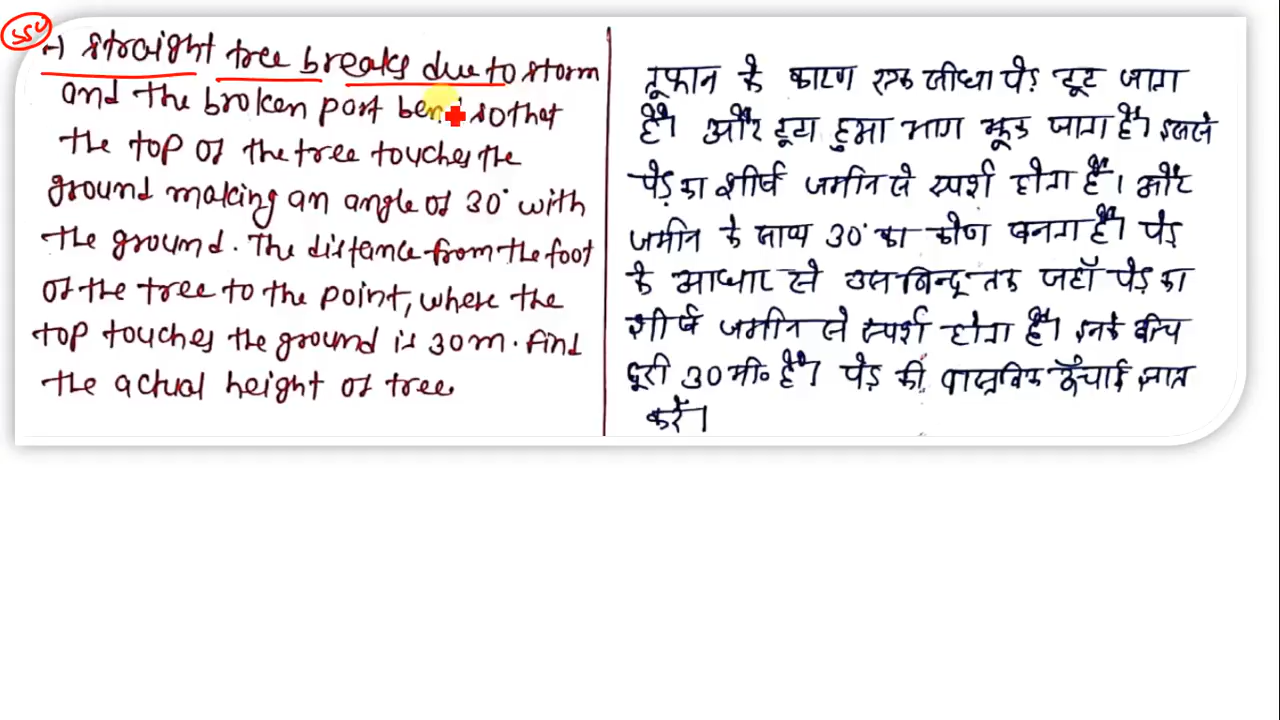 SSC
→ straight tree breaks due to storm
and the broken part bend so that
the top of the tree touches the
ground making an angle of 30° with
the ground. The distance from the foot
of the tree to the point, where the
top touches the ground is 30m. find
the actual height of tree.
तूफान के कारण एक सीधा पेड़ टूट जाता
है। और टूटा हुआ भाग झूक जाता है। इससे
पेड़ का शीर्ष जमीन से स्पर्श होता है। और
जमीन के साथ 30° का कोण बनता है। पेड़
के आधार से उस बिन्दू तक जहाँ पेड़ का
शीर्ष जमीन से स्पर्श होता है। इनके बीच
दूरी 30 मी० है। पेड़ की वास्तविक ऊँचाई ज्ञात
करें।